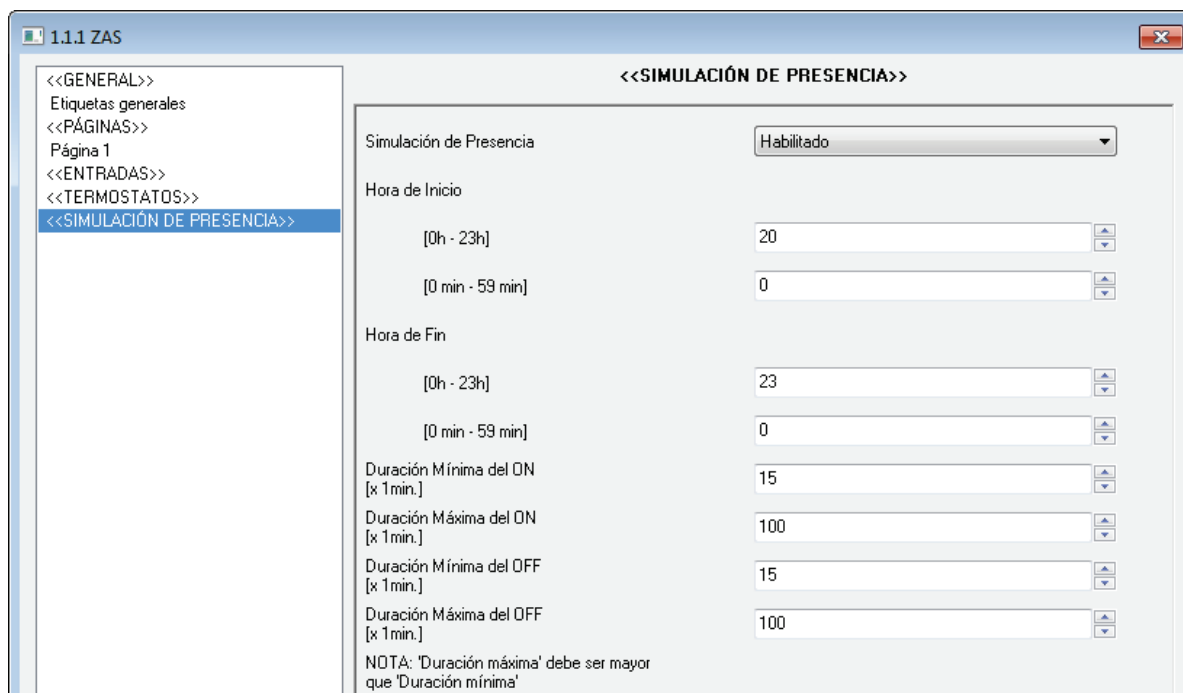 1.1.1 ZAS
<<GENERAL>>
Etiquetas generales
<<PÁGINAS>>
Página 1
<<ENTRADAS>>
<<TERMOSTATOS>>
<<SIMULACIÓN DE PRESENCIA>>
<<SIMULACIÓN DE PRESENCIA>>
Simulación de Presencia Habilitado
Hora de Inicio
[0h - 23h] 20
[0 min - 59 min] 0
Hora de Fin
[0h - 23h] 23
[0 min - 59 min] 0
Duración Mínima del ON
[x 1min.] 15
Duración Máxima del ON
[x 1min.] 100
Duración Mínima del OFF
[x 1min.] 15
Duración Máxima del OFF
[x 1min.] 100
NOTA: 'Duración máxima' debe ser mayor
que 'Duración mínima'